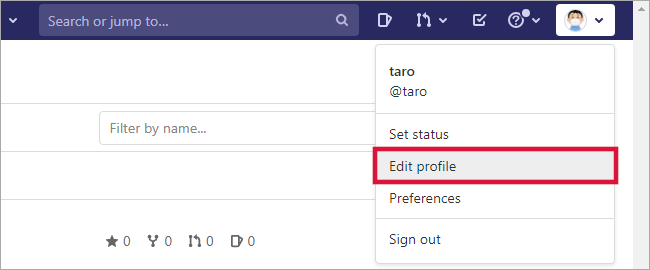 Search or jump to...
taro
@taro
Filter by name...
Set status
Edit profile
Preferences
0 0 0 0
Sign out